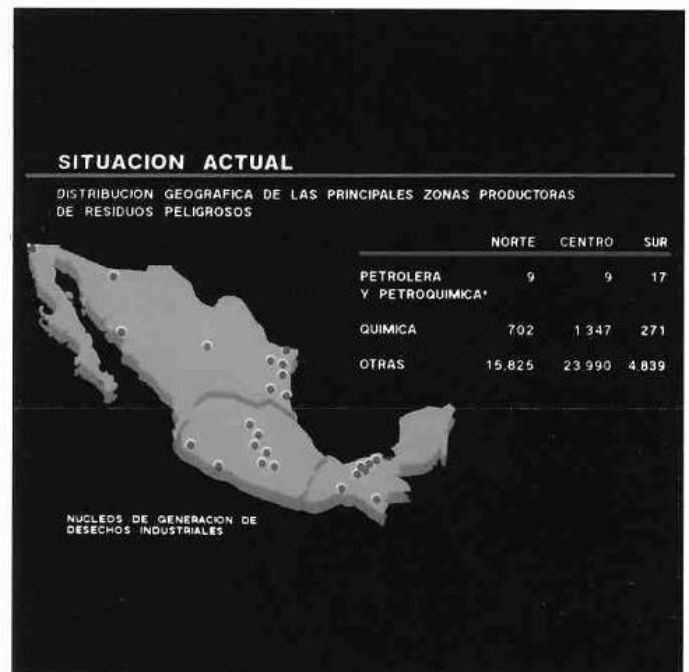 SITUACION ACTUAL
DISTRIBUCION GEOGRAFICA DE LAS PRINCIPALES ZONAS PRODUCTORAS
DE RESIDUOS PELIGROSOS
NORTE CENTRO SUR
PETROLERA 9 9 17
Y PETROQUIMICA*
QUIMICA 702 1 347 271
OTRAS 15,825 23 990 4,839
NUCLEOS DE GENERACION DE
DESECHOS INDUSTRIALES